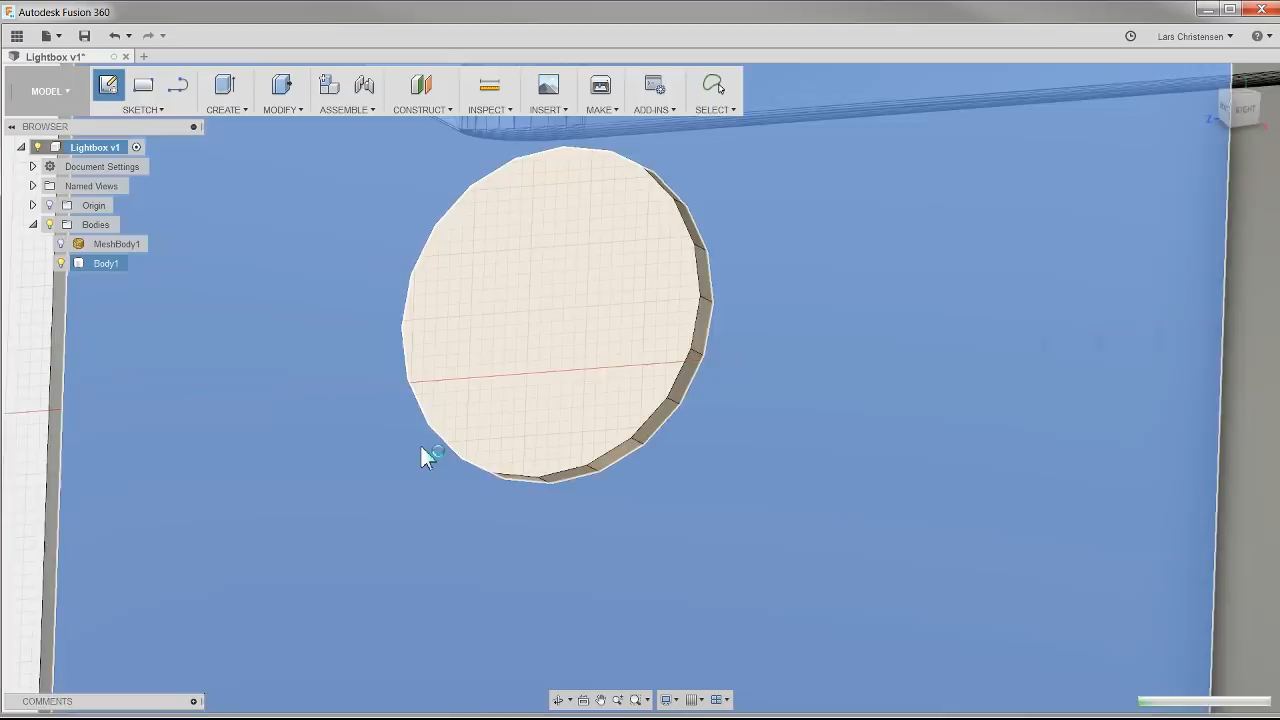 Autodesk Fusion 360
Lars Christensen
Lightbox v1*
MODEL
SKETCH
CREATE
MODIFY
ASSEMBLE
CONSTRUCT
INSPECT
INSERT
MAKE
ADD-INS
SELECT
RIGHT
Z
X
BROWSER
Lightbox v1
Document Settings
Named Views
Origin
Bodies
MeshBody1
Body1
COMMENTS